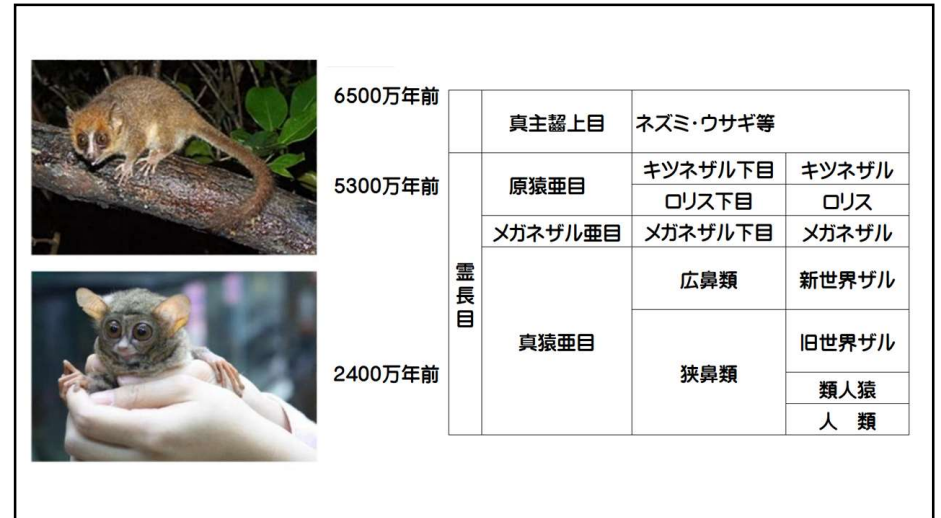 6500万年前
真主齧上目 ネズミ・ウサギ等
5300万年前
原猿亜目 キツネザル下目 キツネザル
ロリス下目 ロリス
メガネザル亜目 メガネザル下目 メガネザル
霊長目
広鼻類 新世界ザル
真猿亜目
旧世界ザル
2400万年前
狭鼻類
類人猿
人 類